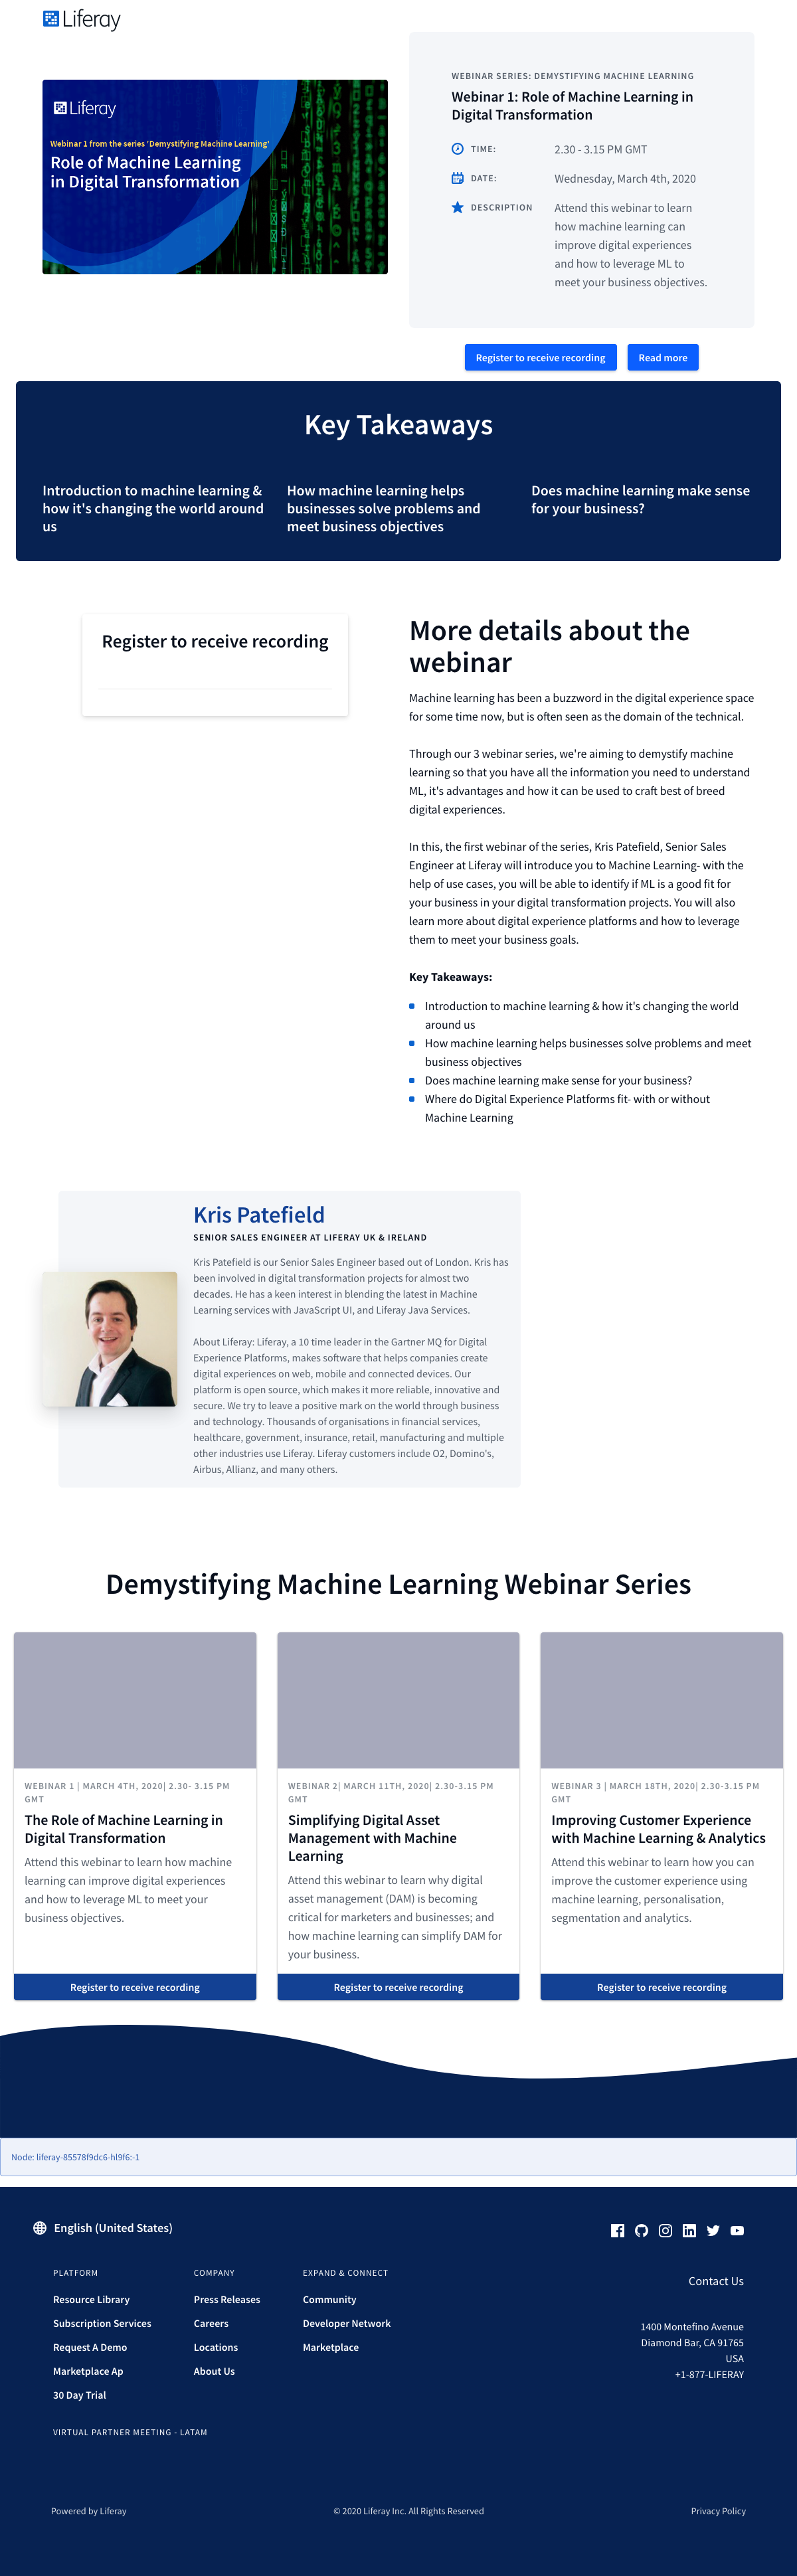 Liferay
Liferay
Webinar 1 from the series 'Demystifying Machine Learning'
Role of Machine Learning
in Digital Transformation
WEBINAR SERIES: DEMYSTIFYING MACHINE LEARNING
Webinar 1: Role of Machine Learning in
Digital Transformation
TIME:
2.30 - 3.15 PM GMT
DATE:
Wednesday, March 4th, 2020
DESCRIPTION
Attend this webinar to learn
how machine learning can
improve digital experiences
and how to leverage ML to
meet your business objectives.
Register to receive recording
Read more
Key Takeaways
Introduction to machine learning &
how it's changing the world around
us
How machine learning helps
businesses solve problems and
meet business objectives
Does machine learning make sense
for your business?
Register to receive recording
More details about the
webinar
Machine learning has been a buzzword in the digital experience space
for some time now, but is often seen as the domain of the technical.
Through our 3 webinar series, we're aiming to demystify machine
learning so that you have all the information you need to understand
ML, it's advantages and how it can be used to craft best of breed
digital experiences.
In this, the first webinar of the series, Kris Patefield, Senior Sales
Engineer at Liferay will introduce you to Machine Learning- with the
help of use cases, you will be able to identify if ML is a good fit for
your business in your digital transformation projects. You will also
learn more about digital experience platforms and how to leverage
them to meet your business goals.
Key Takeaways:
Introduction to machine learning & how it's changing the world
around us
How machine learning helps businesses solve problems and meet
business objectives
Does machine learning make sense for your business?
Where do Digital Experience Platforms fit- with or without
Machine Learning
Kris Patefield
SENIOR SALES ENGINEER AT LIFERAY UK & IRELAND
Kris Patefield is our Senior Sales Engineer based out of London. Kris has
been involved in digital transformation projects for almost two
decades. He has a keen interest in blending the latest in Machine
Learning services with JavaScript UI, and Liferay Java Services.
About Liferay: Liferay, a 10 time leader in the Gartner MQ for Digital
Experience Platforms, makes software that helps companies create
digital experiences on web, mobile and connected devices. Our
platform is open source, which makes it more reliable, innovative and
secure. We try to leave a positive mark on the world through business
and technology. Thousands of organisations in financial services,
healthcare, government, insurance, retail, manufacturing and multiple
other industries use Liferay. Liferay customers include O2, Domino's,
Airbus, Allianz, and many others.
Demystifying Machine Learning Webinar Series
WEBINAR 1 | MARCH 4TH, 2020| 2.30- 3.15 PM
GMT
The Role of Machine Learning in
Digital Transformation
Attend this webinar to learn how machine
learning can improve digital experiences
and how to leverage ML to meet your
business objectives.
Register to receive recording
WEBINAR 2| MARCH 11TH, 2020| 2.30-3.15 PM
GMT
Simplifying Digital Asset
Management with Machine
Learning
Attend this webinar to learn why digital
asset management (DAM) is becoming
critical for marketers and businesses; and
how machine learning can simplify DAM for
your business.
Register to receive recording
WEBINAR 3 | MARCH 18TH, 2020| 2.30-3.15 PM
GMT
Improving Customer Experience
with Machine Learning & Analytics
Attend this webinar to learn how you can
improve the customer experience using
machine learning, personalisation,
segmentation and analytics.
Register to receive recording
Node: liferay-85578f9dc6-hl9f6:-1
English (United States)
PLATFORM
Resource Library
Subscription Services
Request A Demo
Marketplace Ap
30 Day Trial
COMPANY
Press Releases
Careers
Locations
About Us
EXPAND & CONNECT
Community
Developer Network
Marketplace
Contact Us
1400 Montefino Avenue
Diamond Bar, CA 91765
USA
+1-877-LIFERAY
VIRTUAL PARTNER MEETING - LATAM
Powered by Liferay
© 2020 Liferay Inc. All Rights Reserved
Privacy Policy